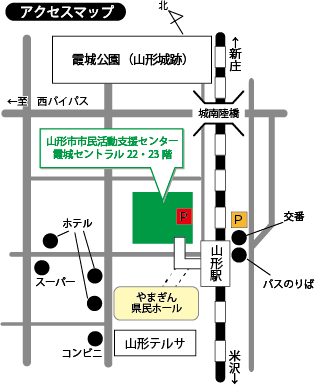 アクセスマップ
北
霞城公園（山形城跡）
↑新庄
←至 西バイパス
城南陸橋
山形市市民活動支援センター
霞城セントラル 22・23 階
P
P
交番
ホテル
山形駅
バスのりば
スーパー
やまぎん
県民ホール
コンビニ
山形テルサ
米沢↓